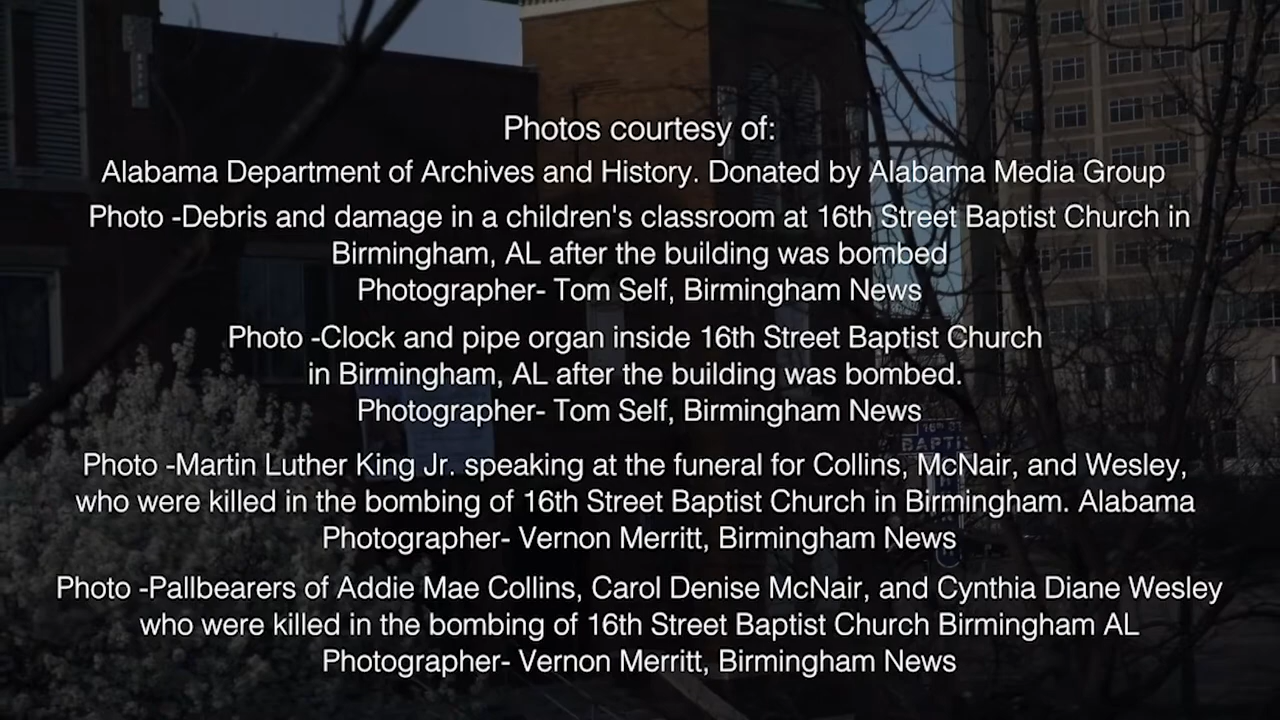 Photos courtesy of:
Alabama Department of Archives and History. Donated by Alabama Media Group
Photo -Debris and damage in a children's classroom at 16th Street Baptist Church in
Birmingham, AL after the building was bombed
Photographer- Tom Self, Birmingham News
Photo -Clock and pipe organ inside 16th Street Baptist Church
in Birmingham, AL after the building was bombed.
Photographer- Tom Self, Birmingham News
16th ST
BAPTI
Photo -Martin Luther King Jr. speaking at the funeral for Collins, McNair, and Wesley,
who were killed in the bombing of 16th Street Baptist Church in Birmingham. Alabama
Photographer- Vernon Merritt, Birmingham News
Photo -Pallbearers of Addie Mae Collins, Carol Denise McNair, and Cynthia Diane Wesley
who were killed in the bombing of 16th Street Baptist Church Birmingham AL
Photographer- Vernon Merritt, Birmingham News